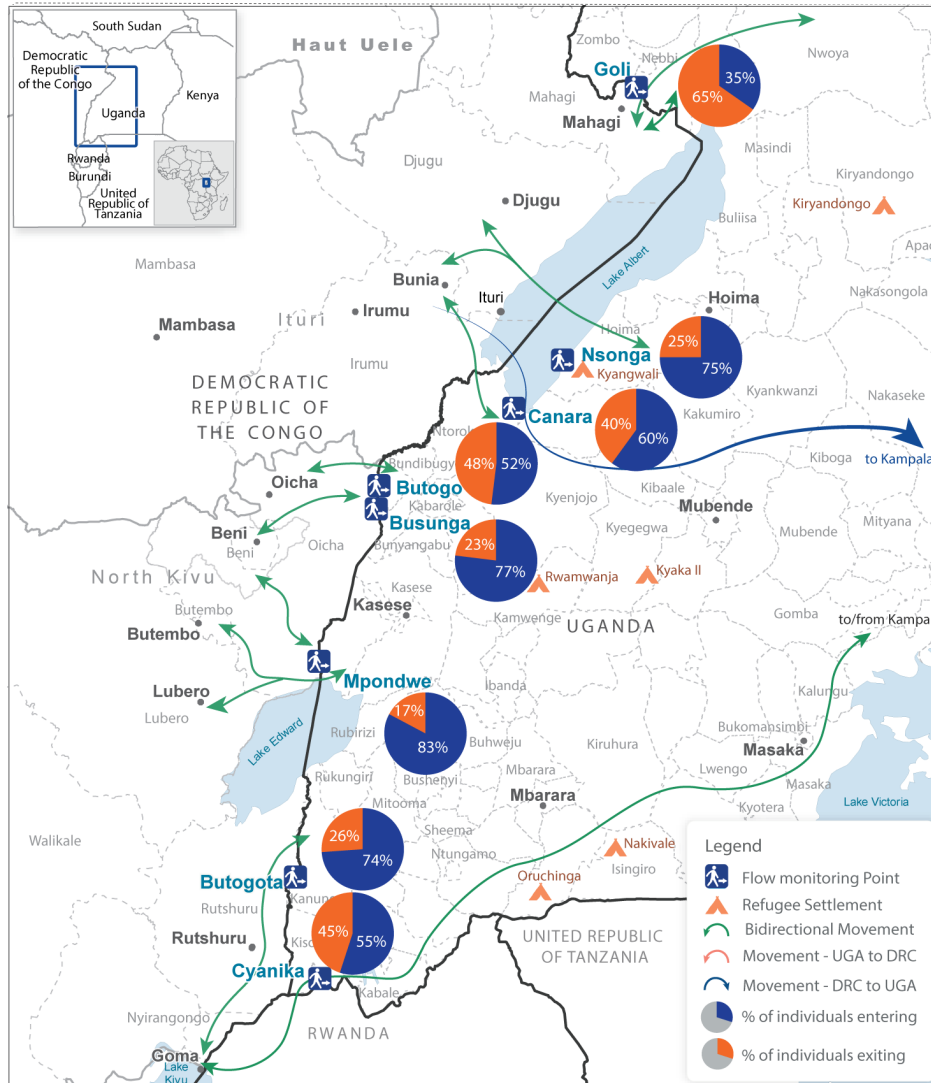 South Sudan
Democratic
Republic
of the Congo
Uganda
Kenya
Rwanda
Burundi
United
Republic of
Tanzania
Haut Uele
Zombo
Nebbi
Nwoya
Goli
35%
65%
Mahagi
Mahagi
Masindi
Djugu
Kiryandongo
Kiryandongo
Djugu
Buliisa
Apac
Mambasa
Lake Albert
Bunia
Nakasongola
Ituri
Hoima
Ituri
Irumu
Mambasa
Hoima
25%
75%
Nsonga
Irumu
Kyangwali
Kyankwanzi
DEMOCRATIC
REPUBLIC OF
THE CONGO
Nakaseke
Canara
40%
60%
Kakumiro
Ntorok
48%
52%
Kiboga
to Kampala
Bundibugy
Oicha
Butogo
Kibaale
Kyenjojo
Kabarole
Mubende
Busunga
Kyegegwa
Mubende
Mityana
Beni
Beni
Oicha
Bunyangabu
23%
77%
Rwamwanja
Kyaka II
North Kivu
Kasese
Kasese
Butembo
Butembo
Kamwenge
UGANDA
Gomba
to/from Kampa
Mpondwe
Lubero
Lubero
Ibanda
Kalungu
17%
83%
Lake Edward
Rubirizi
Buhweju
Kiruhura
Bukomansimbi
Masaka
Rukungiri
Bushenyi
Mbarara
Lwengo
Masaka
Mitooma
Mbarara
Kyotera
Lake Victoria
26%
74%
Sheema
Ntungamo
Walikale
Nakivale
Isingiro
Butogota
Oruchinga
Kanun
Rutshuru
45%
55%
Kis
Rutshuru
UNITED REPUBLIC
OF TANZANIA
Cyanika
Kabale
Nyirangongo
RWANDA
Goma
Lake
Kivu
Legend
Flow monitoring Point
Refugee Settlement
Bidirectional Movement
Movement - UGA to DRC
Movement - DRC to UGA
% of individuals entering
% of individuals exiting